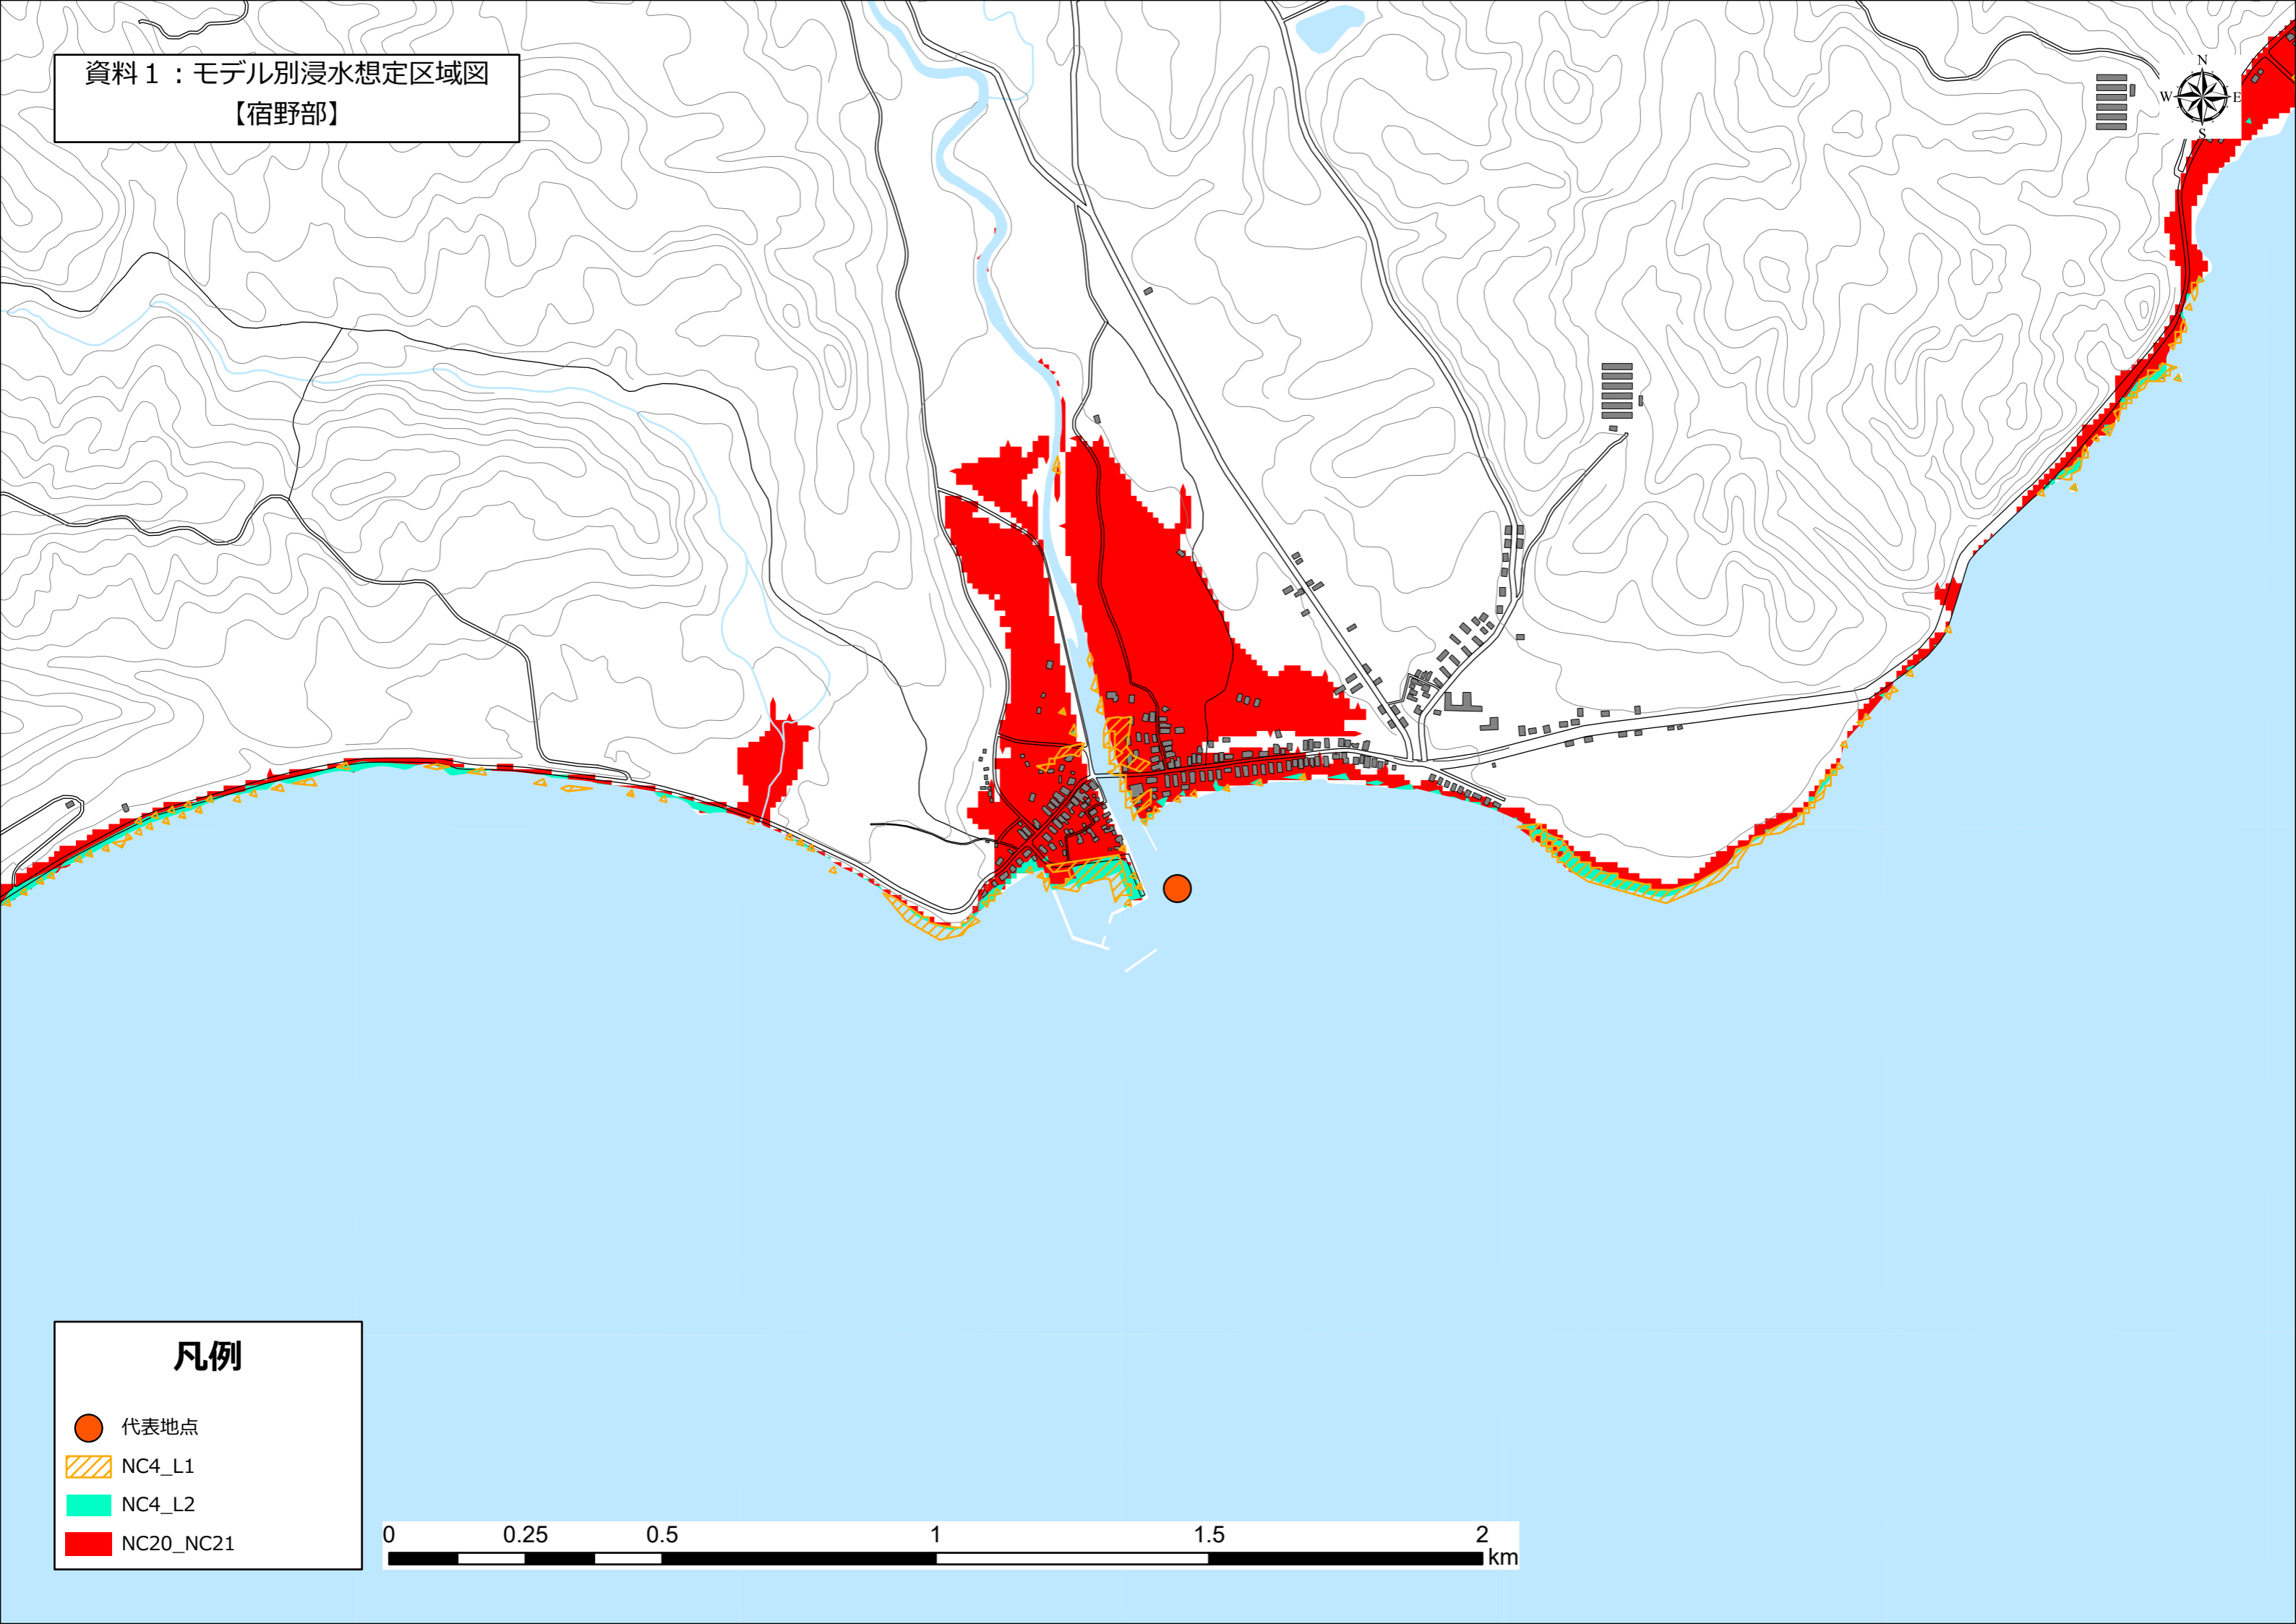 資料１：モデル別浸水想定区域図
【宿野部】
N
W E
S
凡例
代表地点
NC4_L1
NC4_L2
NC20_NC21
0 0.25 0.5 1 1.5 2
km